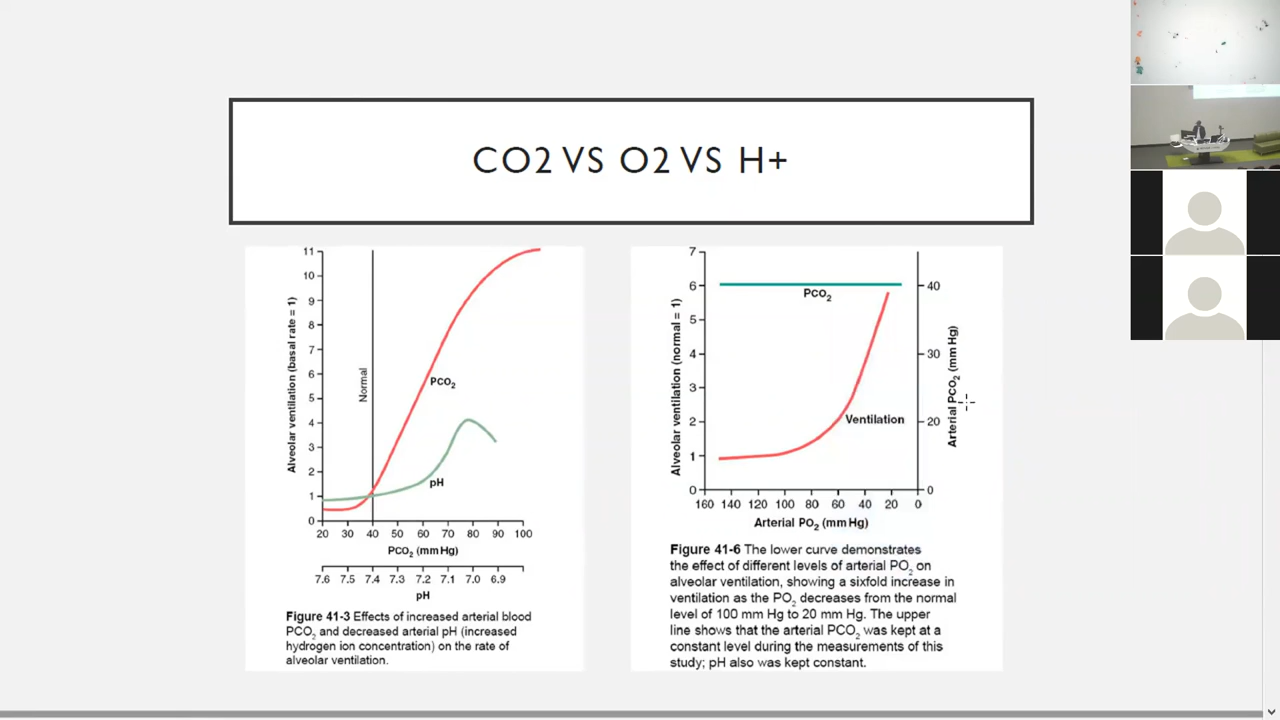 CO2 VS O2 VS H+
Alveolar ventilation (basal rate = 1)
11
10
9
8
7
6
5
4
3
2
1
0
Normal
PCO₂
pH
20 30 40 50 60 70 80 90 100
PCO₂ (mm Hg)
7.6 7.5 7.4 7.3 7.2 7.1 7.0 6.9
pH
Figure 41-3 Effects of increased arterial blood
PCO₂ and decreased arterial pH (increased
hydrogen ion concentration) on the rate of
alveolar ventilation.
Alveolar ventilation (normal = 1)
7
6
5
4
3
2
1
0
PCO₂
Ventilation
40
30
20
10
0
Arterial PCO₂ (mm Hg)
160 140 120 100 80 60 40 20 0
Arterial PO₂ (mm Hg)
Figure 41-6 The lower curve demonstrates
the effect of different levels of arterial PO₂ on
alveolar ventilation, showing a sixfold increase in
ventilation as the PO₂ decreases from the normal
level of 100 mm Hg to 20 mm Hg. The upper
line shows that the arterial PCO₂ was kept at a
constant level during the measurements of this
study; pH also was kept constant.